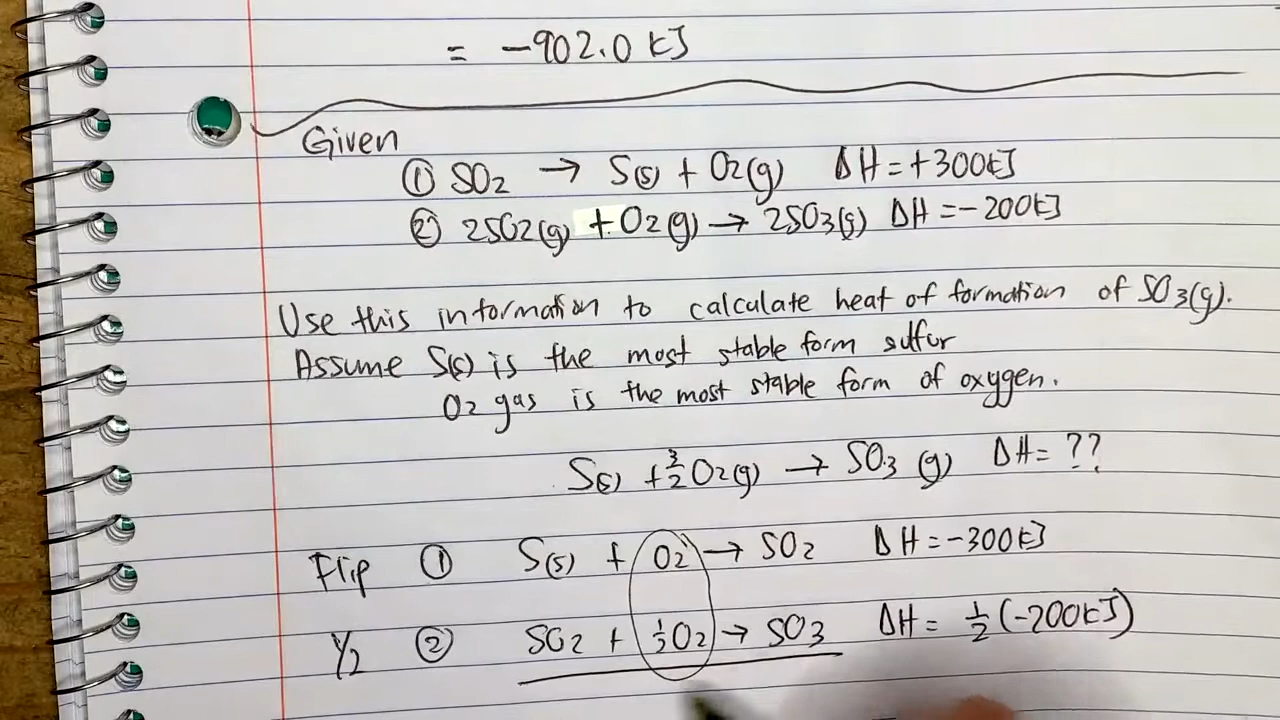 = -902.0 kJ
Given
① SO2 → S(s) + O2(g) ΔH = +300kJ
② 2SO2(g) + O2(g) → 2SO3(g) ΔH = -200kJ
Use this information to calculate heat of formation of SO3(g).
Assume S(s) is the most stable form sulfur
O2 gas is the most stable form of oxygen.
S(s) + 3/2 O2(g) → SO3 (g) ΔH = ??
Flip ① S(s) + O2 → SO2 ΔH = -300kJ
1/2 ② SO2 + 1/2 O2 → SO3 ΔH = 1/2 (-200kJ)